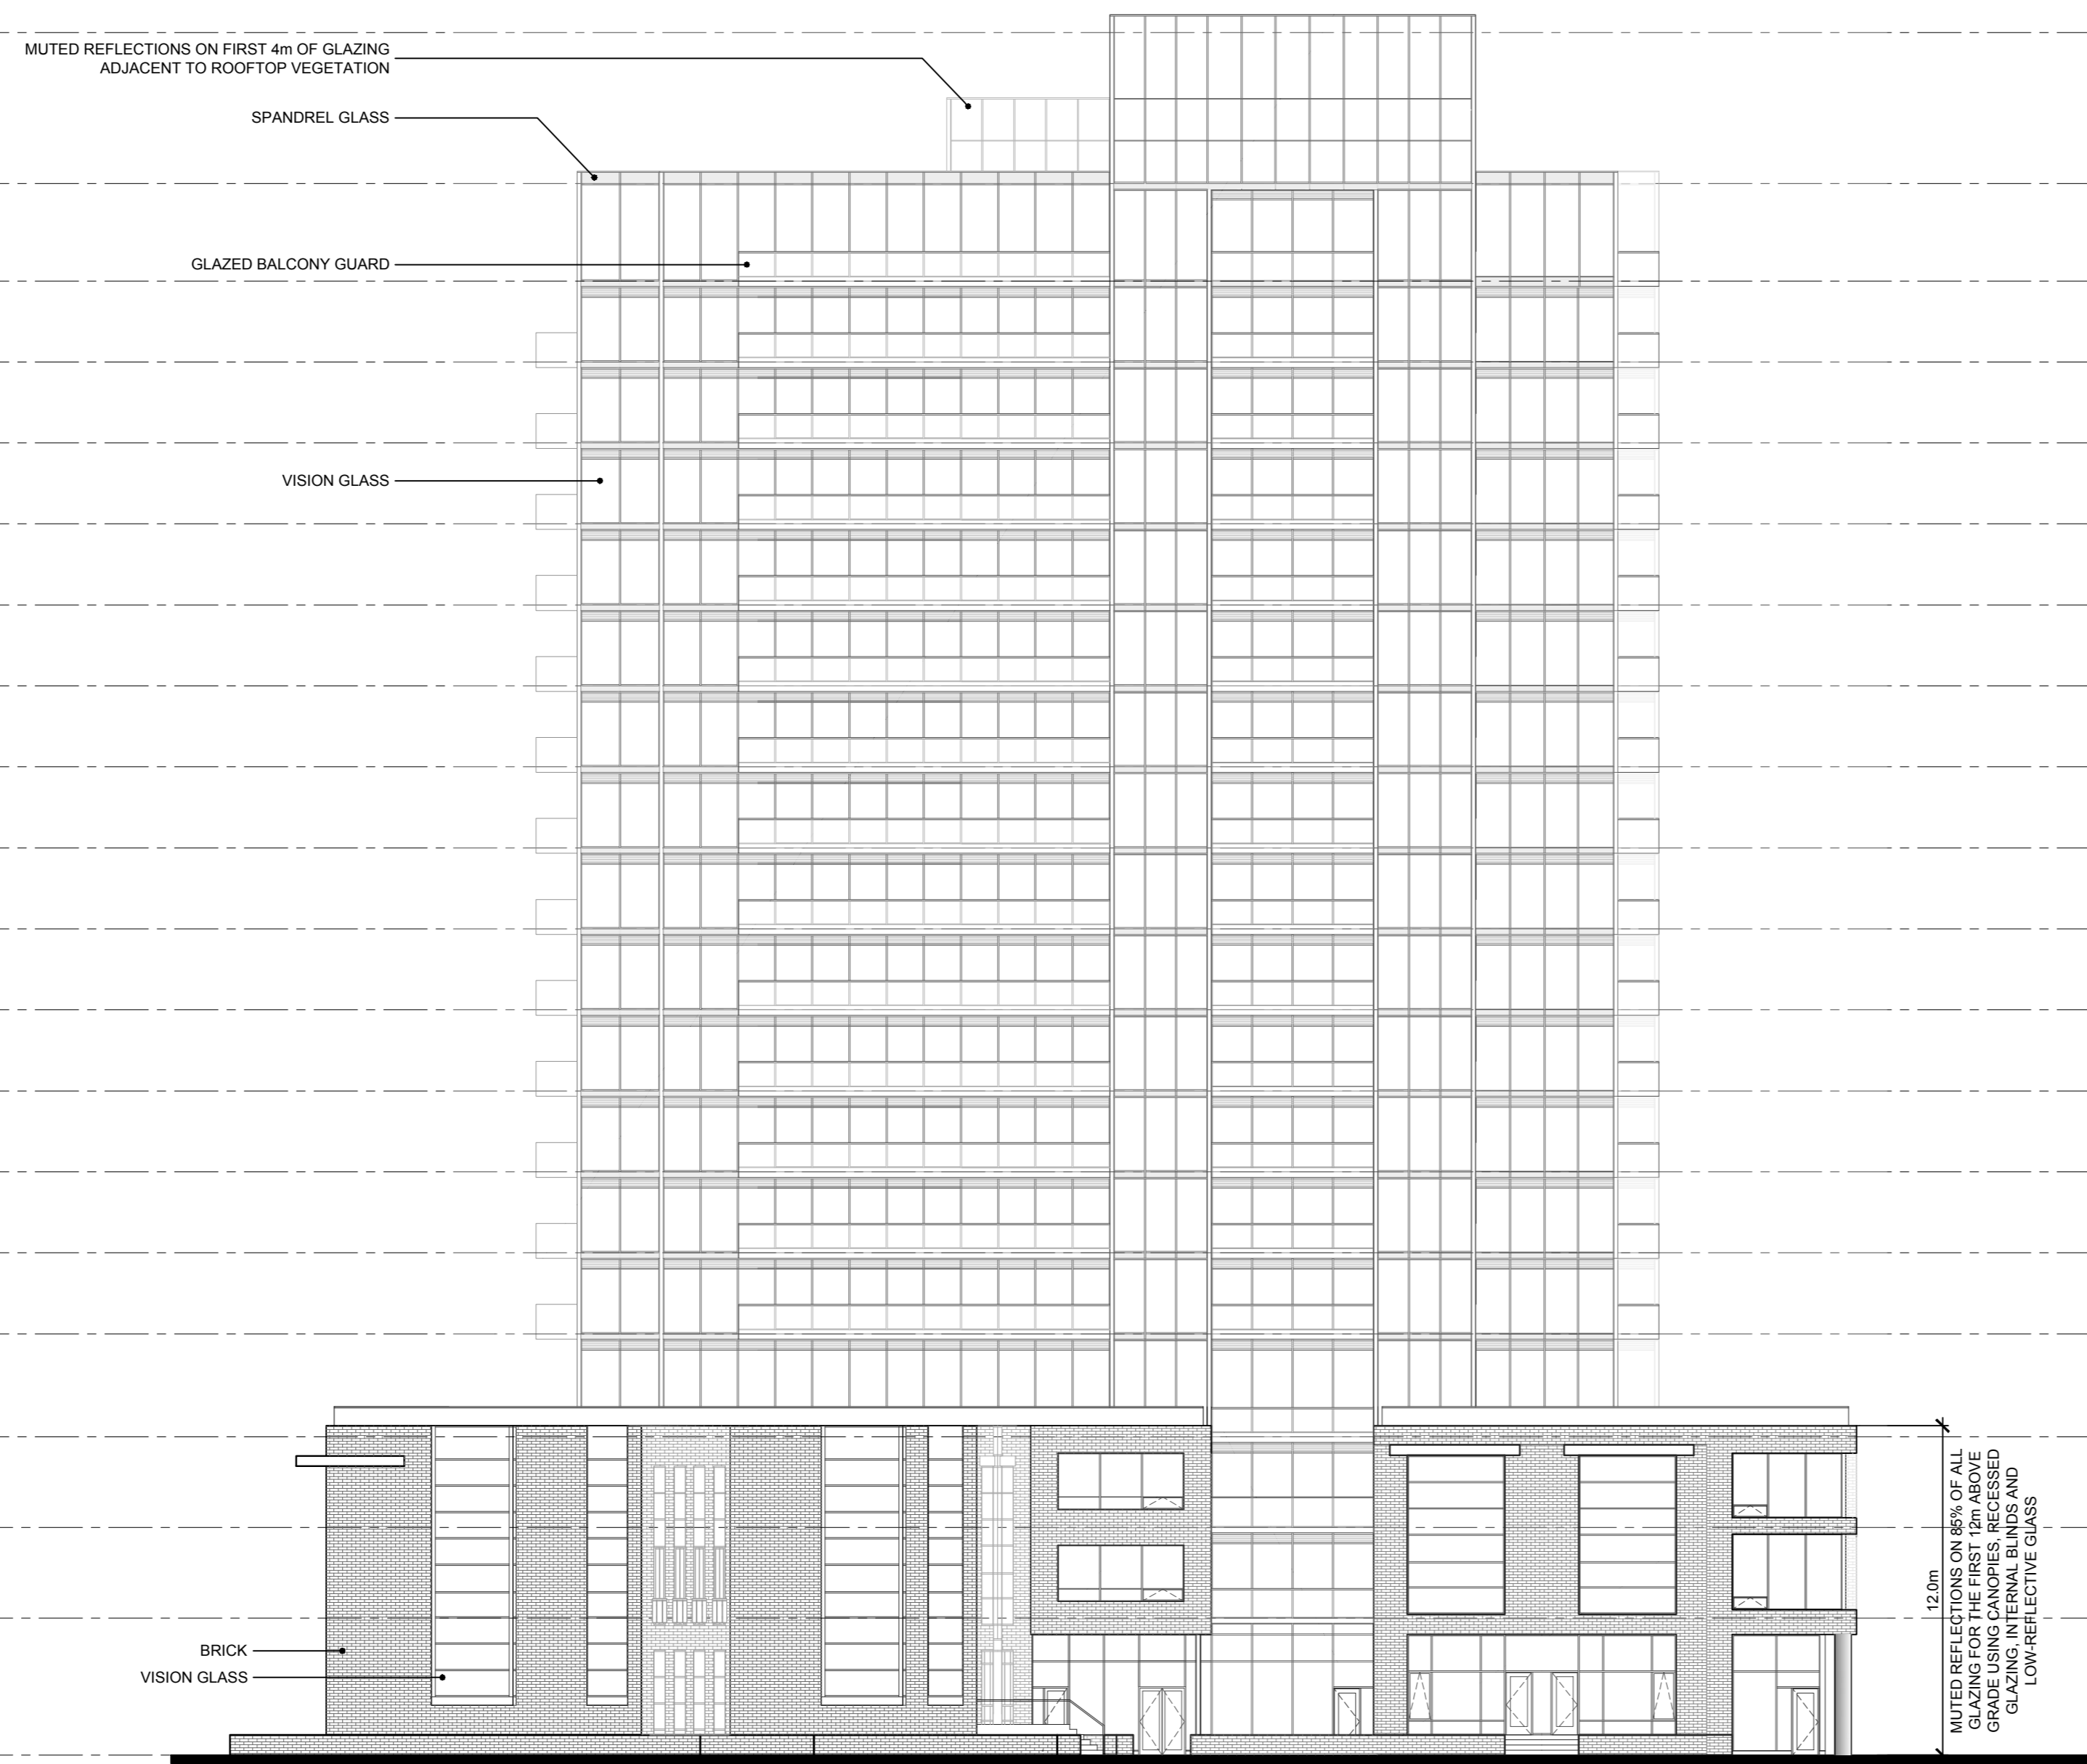 MUTED REFLECTIONS ON FIRST 4m OF GLAZING
ADJACENT TO ROOFTOP VEGETATION
SPANDREL GLASS
GLAZED BALCONY GUARD
VISION GLASS
BRICK
VISION GLASS
12.0m
MUTED REFLECTIONS ON 85% OF ALL
GLAZING FOR THE FIRST 12m ABOVE
GRADE USING CANOPIES, RECESSED
GLAZING, INTERNAL BLINDS AND
LOW-REFLECTIVE GLASS